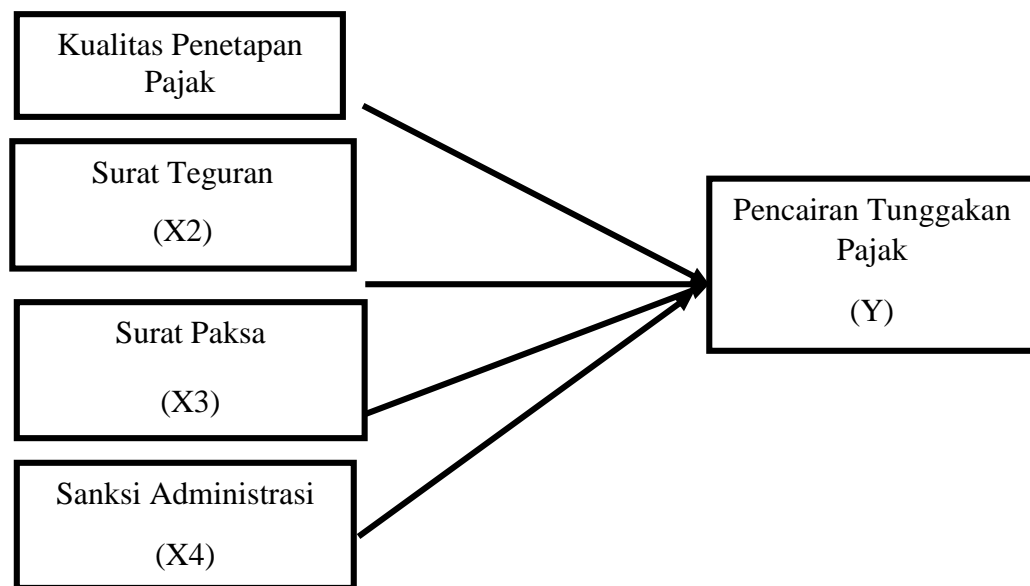 Kualitas Penetapan
Pajak
Surat Teguran
(X2)
Surat Paksa
(X3)
Sanksi Administrasi
(X4)
Pencairan Tunggakan
Pajak
(Y)